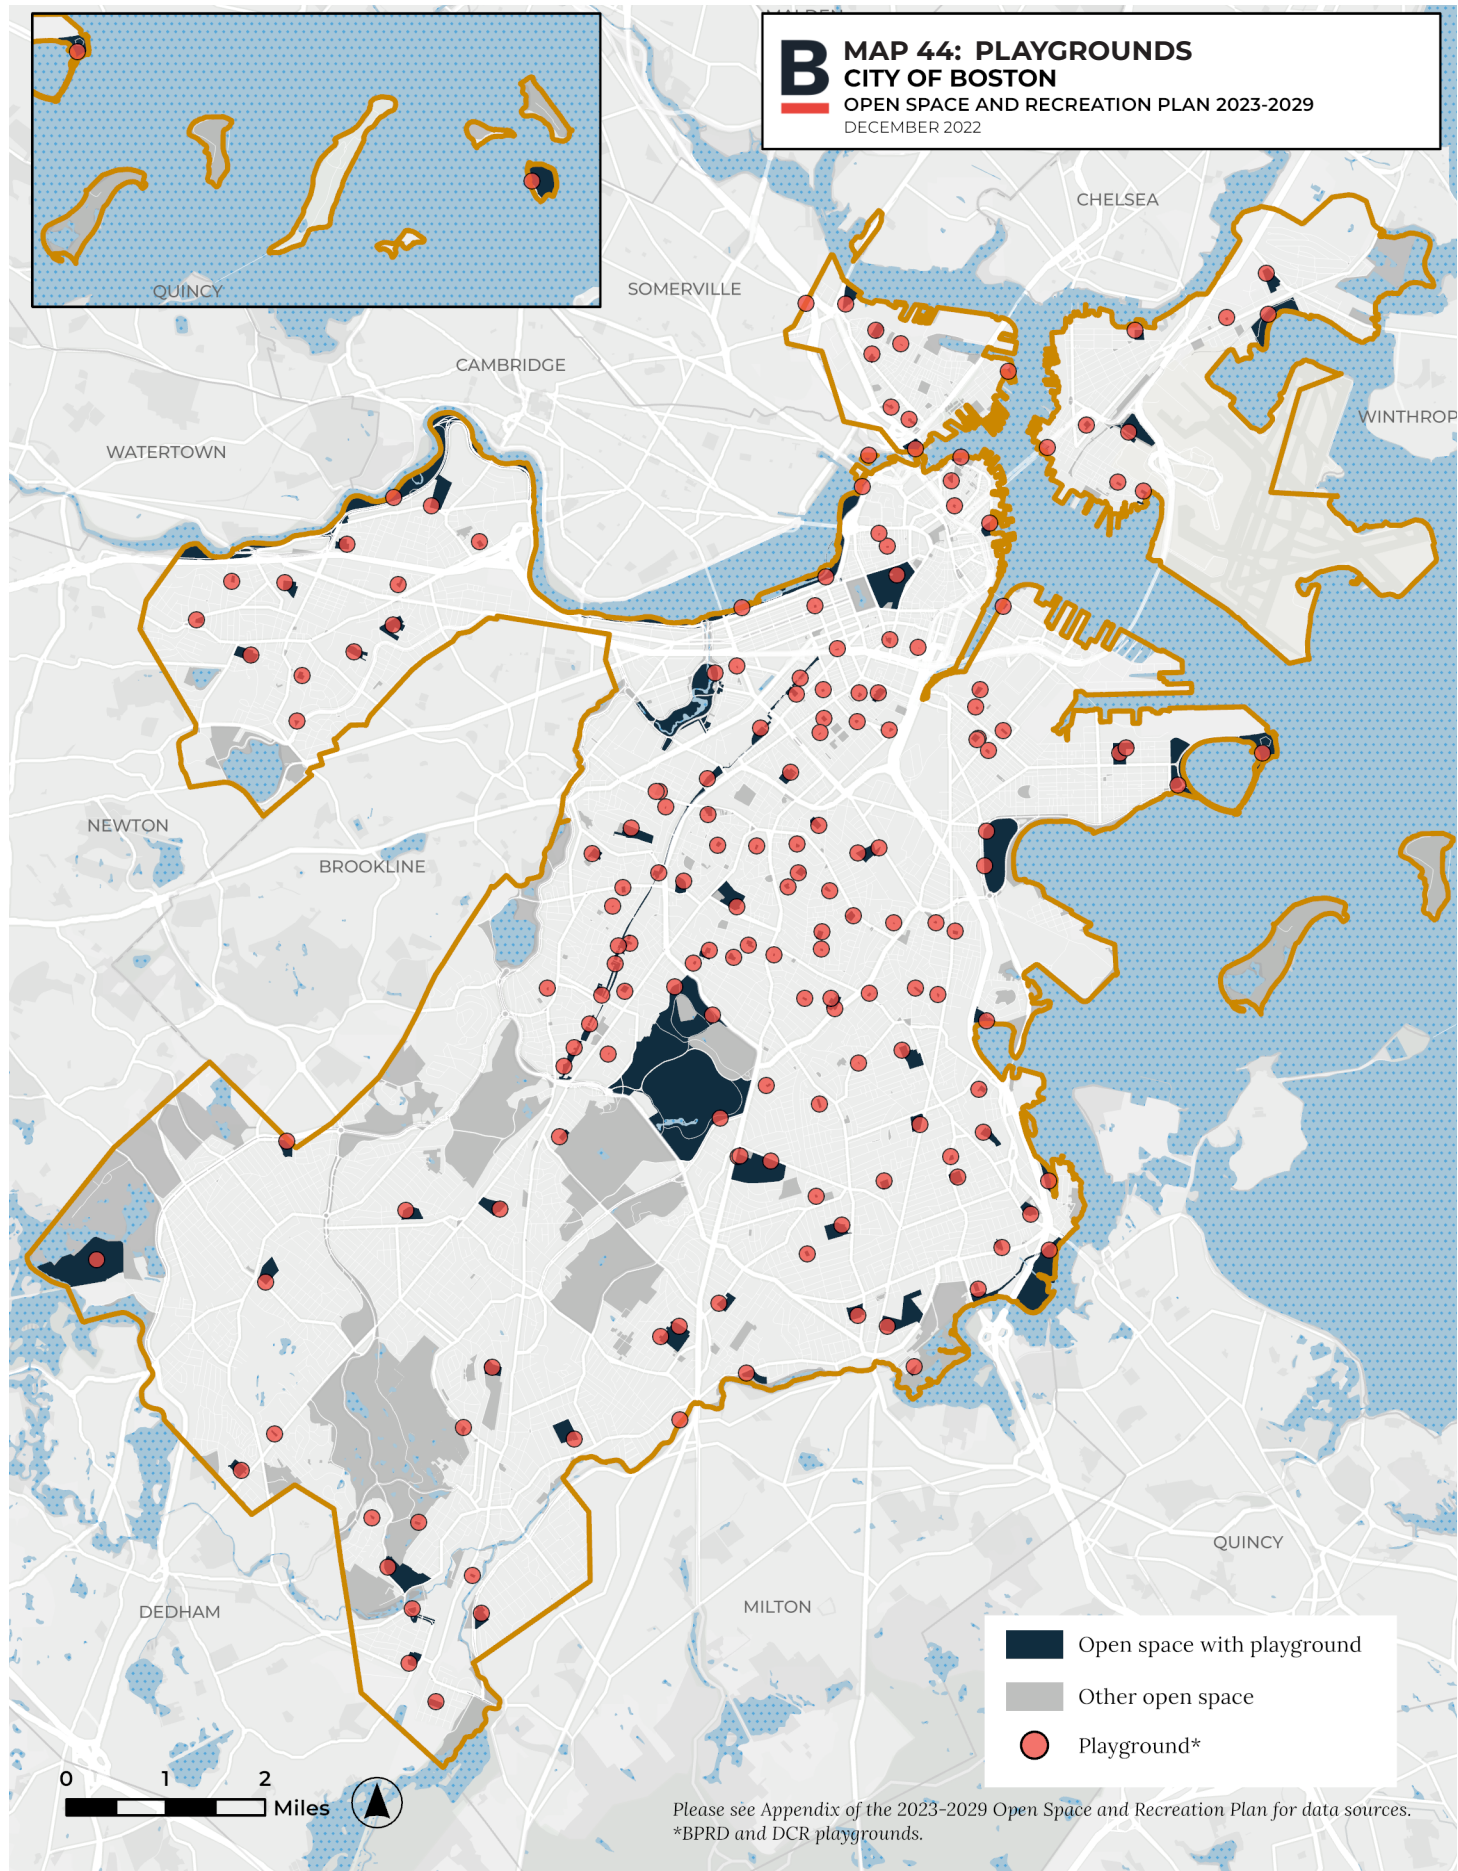 MALDEN
B
MAP 44: PLAYGROUNDS
CITY OF BOSTON
OPEN SPACE AND RECREATION PLAN 2023-2029
DECEMBER 2022
CHELSEA
QUINCY
SOMERVILLE
CAMBRIDGE
WINTHROP
WATERTOWN
NEWTON
BROOKLINE
QUINCY
DEDHAM
MILTON
Open space with playground
Other open space
Playground*
0 1 2
Miles
Please see Appendix of the 2023-2029 Open Space and Recreation Plan for data sources.
*BPRD and DCR playgrounds.